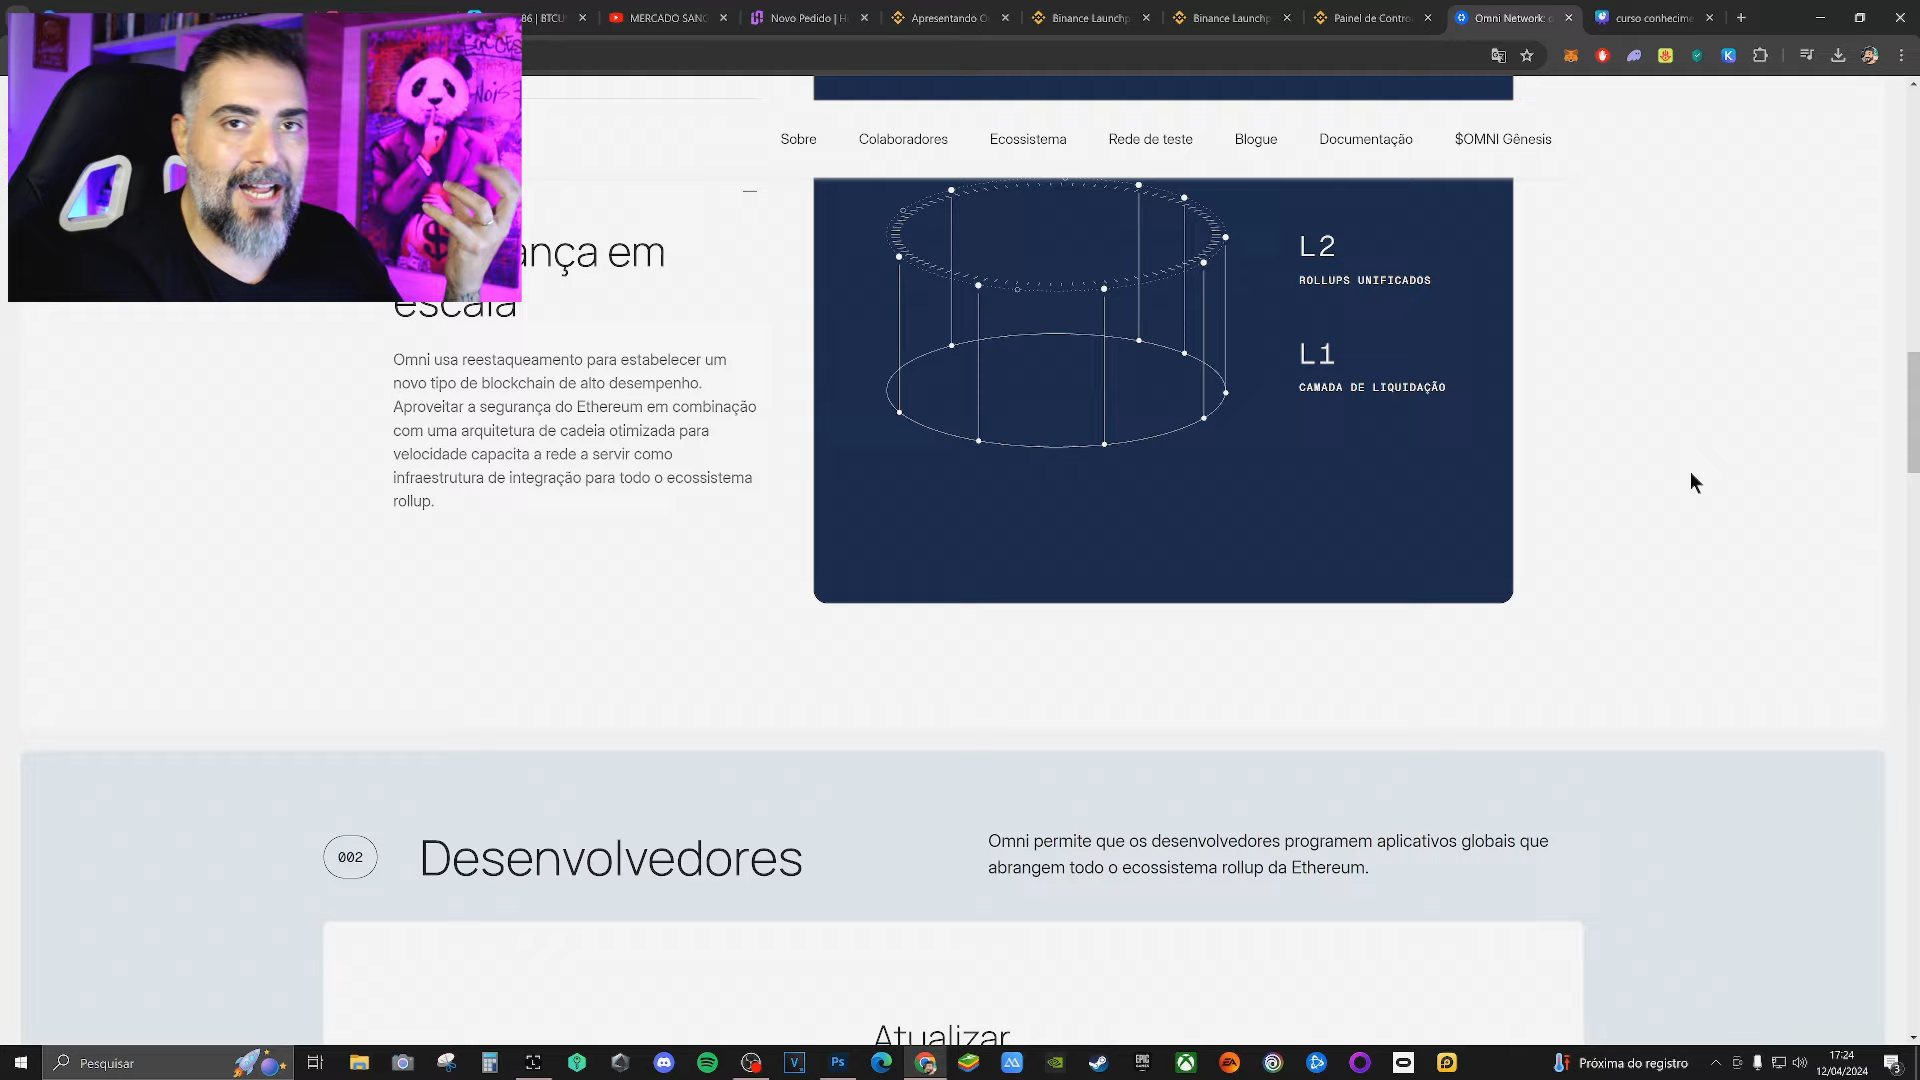 86 | BTCU
MERCADO SANG
Novo Pedido | H
Apresentando O
Binance Launchp
Binance Launchp
Painel de Contro
Omni Network:
curso conhecime
Sobre
Colaboradores
Ecossistema
Rede de teste
Blogue
Documentação
$OMNI Gênesis
ança em
escala
Omni usa reestaqueamento para estabelecer um
novo tipo de blockchain de alto desempenho.
Aproveitar a segurança do Ethereum em combinação
com uma arquitetura de cadeia otimizada para
velocidade capacita a rede a servir como
infraestrutura de integração para todo o ecossistema
rollup.
L2
ROLLUPS UNIFICADOS
L1
CAMADA DE LIQUIDAÇÃO
002
Desenvolvedores
Omni permite que os desenvolvedores programem aplicativos globais que
abrangem todo o ecossistema rollup da Ethereum.
Atualizar
Pesquisar
Próxima do registro
17:24
12/04/2024